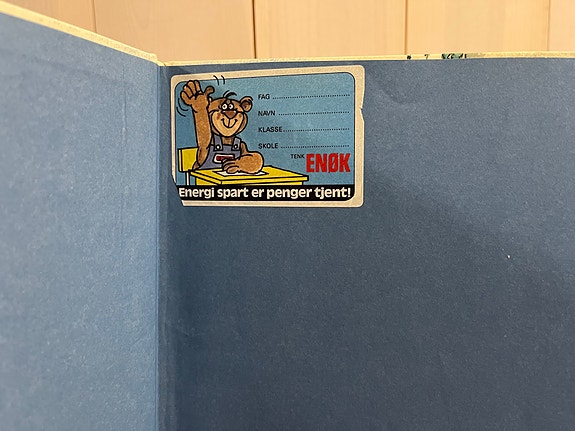 FAG ........................
NAVN ........................
KLASSE ........................
SKOLE ........................
TENK ENØK
Energi spart er penger tjent!